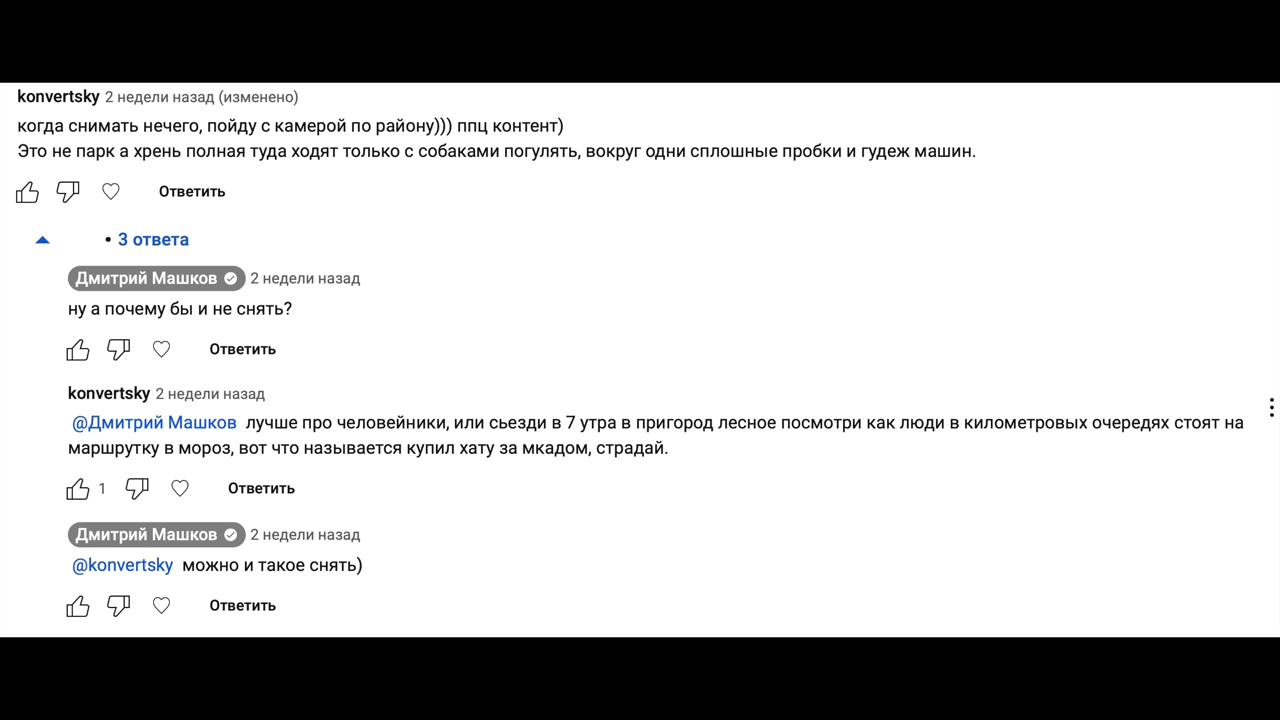 konvertsky 2 недели назад (изменено)
когда снимать нечего, пойду с камерой по району))) ппц контент)
Это не парк а хрень полная туда ходят только с собаками погулять, вокруг одни сплошные пробки и гудеж машин.
Ответить
• 3 ответа
Дмитрий Машков 2 недели назад
ну а почему бы и не снять?
Ответить
konvertsky 2 недели назад
@Дмитрий Машков лучше про человейники, или сьезди в 7 утра в пригород лесное посмотри как люди в километровых очередях стоят на
маршрутку в мороз, вот что называется купил хату за мкадом, страдай.
1 Ответить
Дмитрий Машков 2 недели назад
@konvertsky можно и такое снять)
Ответить